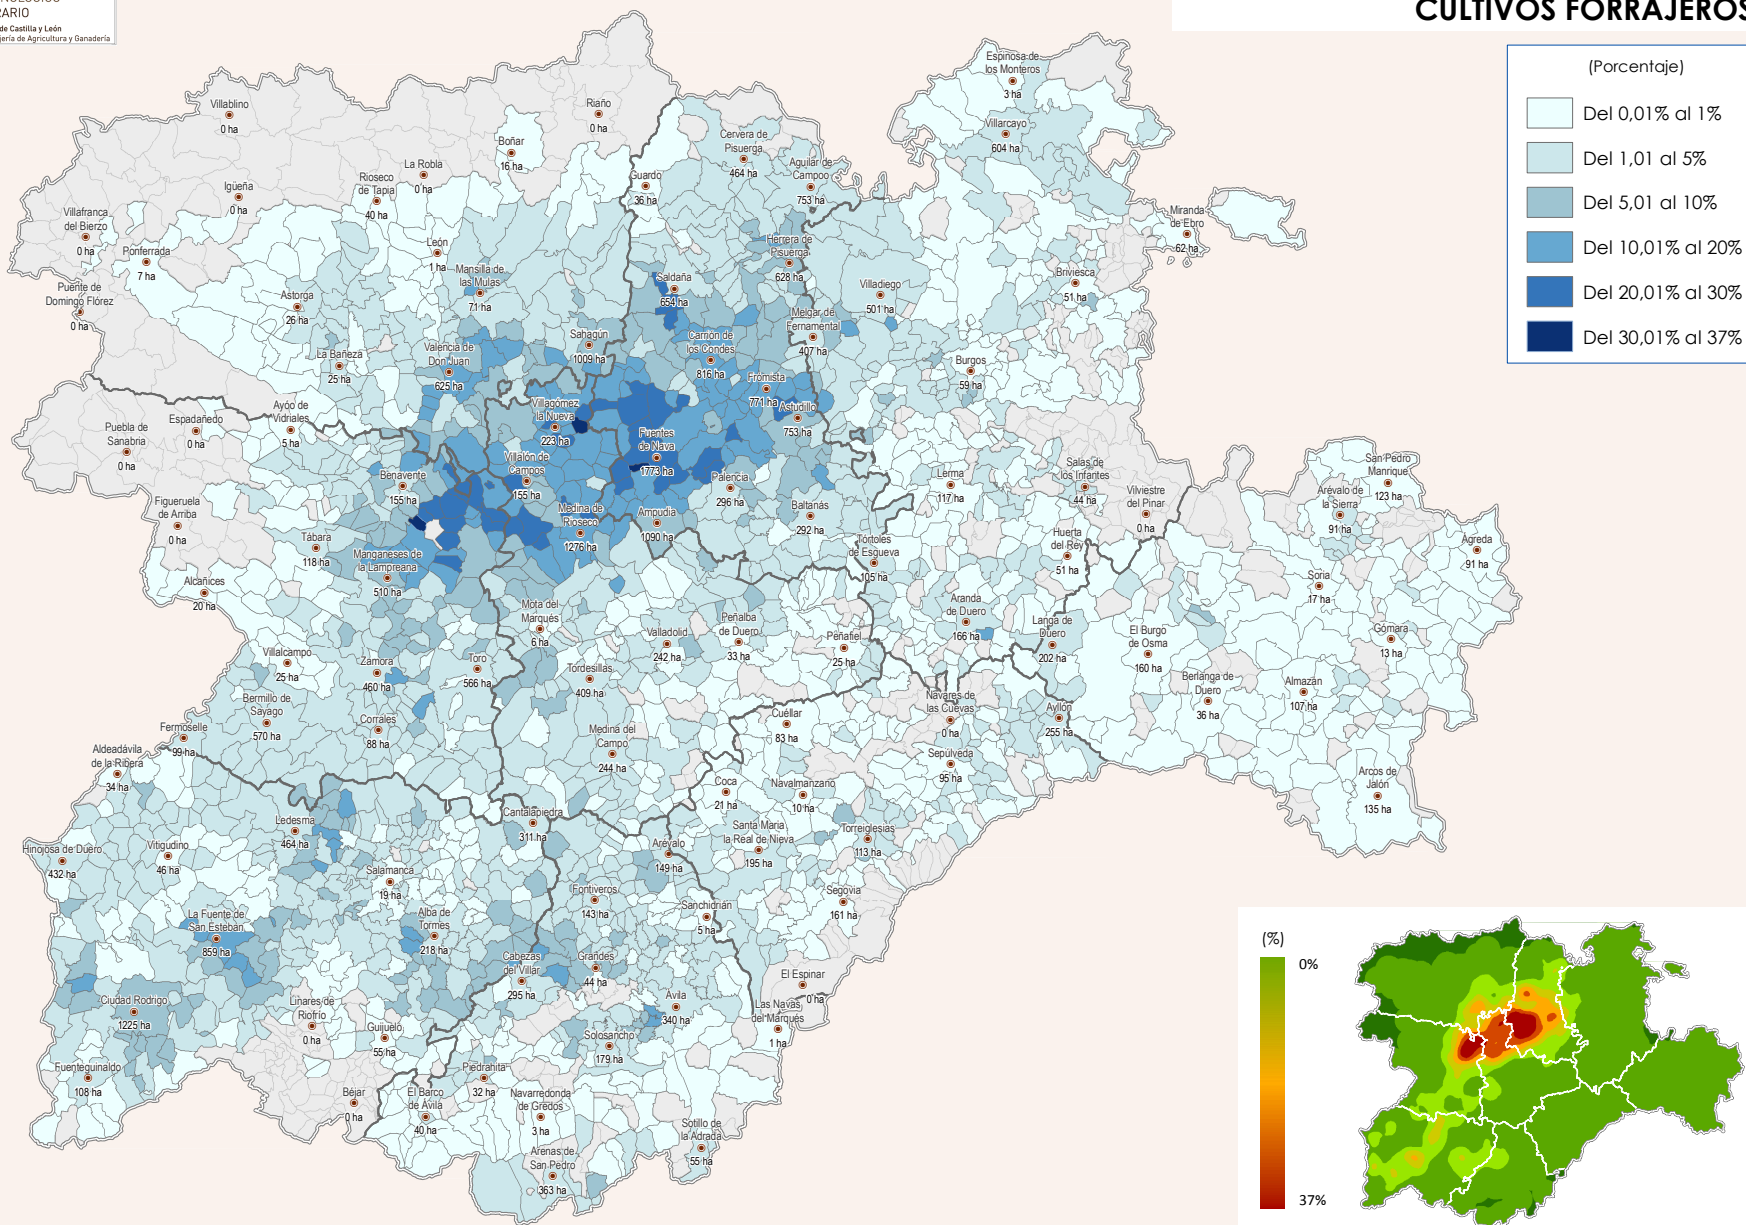 RARIO
de Castilla y León
jería de Agricultura y Ganadería
CULTIVOS FORRAJEROS
(Porcentaje)
Del 0,01% al 1%
Del 1,01 al 5%
Del 5,01 al 10%
Del 10,01% al 20%
Del 20,01% al 30%
Del 30,01% al 37%
Espinosa de
los Monteros
3 ha
Villablino
0 ha
Riaño
0 ha
Villarcayo
604 ha
Boñar
16 ha
Cervera de
Pisuerga
464 ha
Aguilar de
Campoo
753 ha
La Robla
0 ha
Guardo
36 ha
Igüeña
0 ha
Rioseco
de Tapia
40 ha
Villafranca
del Bierzo
0 ha
Miranda
de Ebro
62 ha
Ponferrada
7 ha
León
1 ha
Herrera de
Pisuerga
628 ha
Mansilla de
las Mulas
71 ha
Saldaña
654 ha
Villadiego
501 ha
Briviesca
51 ha
Puente de
Domingo Flórez
0 ha
Astorga
26 ha
Melgar de
Fernamental
407 ha
Sahagún
1009 ha
Carrión de
los Condes
816 ha
La Bañeza
25 ha
Valencia de
Don Juan
625 ha
Burgos
59 ha
Frómista
771 ha
Astudillo
753 ha
Villagómez
la Nueva
223 ha
Ayóo de
Vidriales
5 ha
Espadañedo
0 ha
Puebla de
Sanabria
0 ha
Fuentes
de Nava
1773 ha
Villalón de
Campos
155 ha
Benavente
155 ha
Palencia
296 ha
Lerma
117 ha
Salas de
los Infantes
44 ha
San Pedro
Manrique
123 ha
Vilviestre
del Pinar
0 ha
Arévalo de
la Sierra
91 ha
Figueruela
de Arriba
0 ha
Baltanás
292 ha
Medina de
Rioseco
1276 ha
Ampudia
1090 ha
Tábara
118 ha
Tórtoles
de Esgueva
105 ha
Huerta
del Rey
51 ha
Agreda
91 ha
Manganeses de
la Lampreana
510 ha
Alcañices
20 ha
Soria
17 ha
Aranda
de Duero
166 ha
Mota del
Marqués
6 ha
Valladolid
242 ha
Peñalba
de Duero
33 ha
Peñafiel
25 ha
Langa de
Duero
202 ha
El Burgo
de Osma
160 ha
Gómara
13 ha
Villalcampo
25 ha
Zamora
460 ha
Toro
566 ha
Tordesillas
409 ha
Berlanga de
Duero
36 ha
Almazán
107 ha
Bermillo de
Sayago
570 ha
Corrales
88 ha
Navares de
las Cuevas
0 ha
Ayllón
255 ha
Cuéllar
83 ha
Fermoselle
99 ha
Medina del
Campo
244 ha
Sepúlveda
95 ha
Aldeadávila
de la Ribera
34 ha
Arcos de
Jalón
135 ha
Coca
21 ha
Navalmanzano
10 ha
Cantalapiedra
311 ha
Ledesma
464 ha
Santa Maria
la Real de Nieva
195 ha
Torreiglesias
113 ha
Hinojosa de Duero
432 ha
Vitigudino
46 ha
Arévalo
149 ha
Salamanca
19 ha
Fontiveros
143 ha
Segovia
161 ha
La Fuente de
San Esteban
859 ha
Alba de
Tormes
218 ha
Sanchidrián
5 ha
Cabezas
del Villar
295 ha
Grandes
44 ha
El Espinar
0 ha
Ciudad Rodrigo
1225 ha
Linares de
Riofrío
0 ha
Avila
340 ha
Las Navas
del Marqués
1 ha
Guijuelo
55 ha
Solosancho
179 ha
Fuenteguinaldo
108 ha
Piedrahita
32 ha
Béjar
0 ha
El Barco
de Avila
40 ha
Navarredonda
de Gredos
3 ha
Sotillo de
la Adrada
55 ha
Arenas de
San Pedro
363 ha
(%)
0%
37%